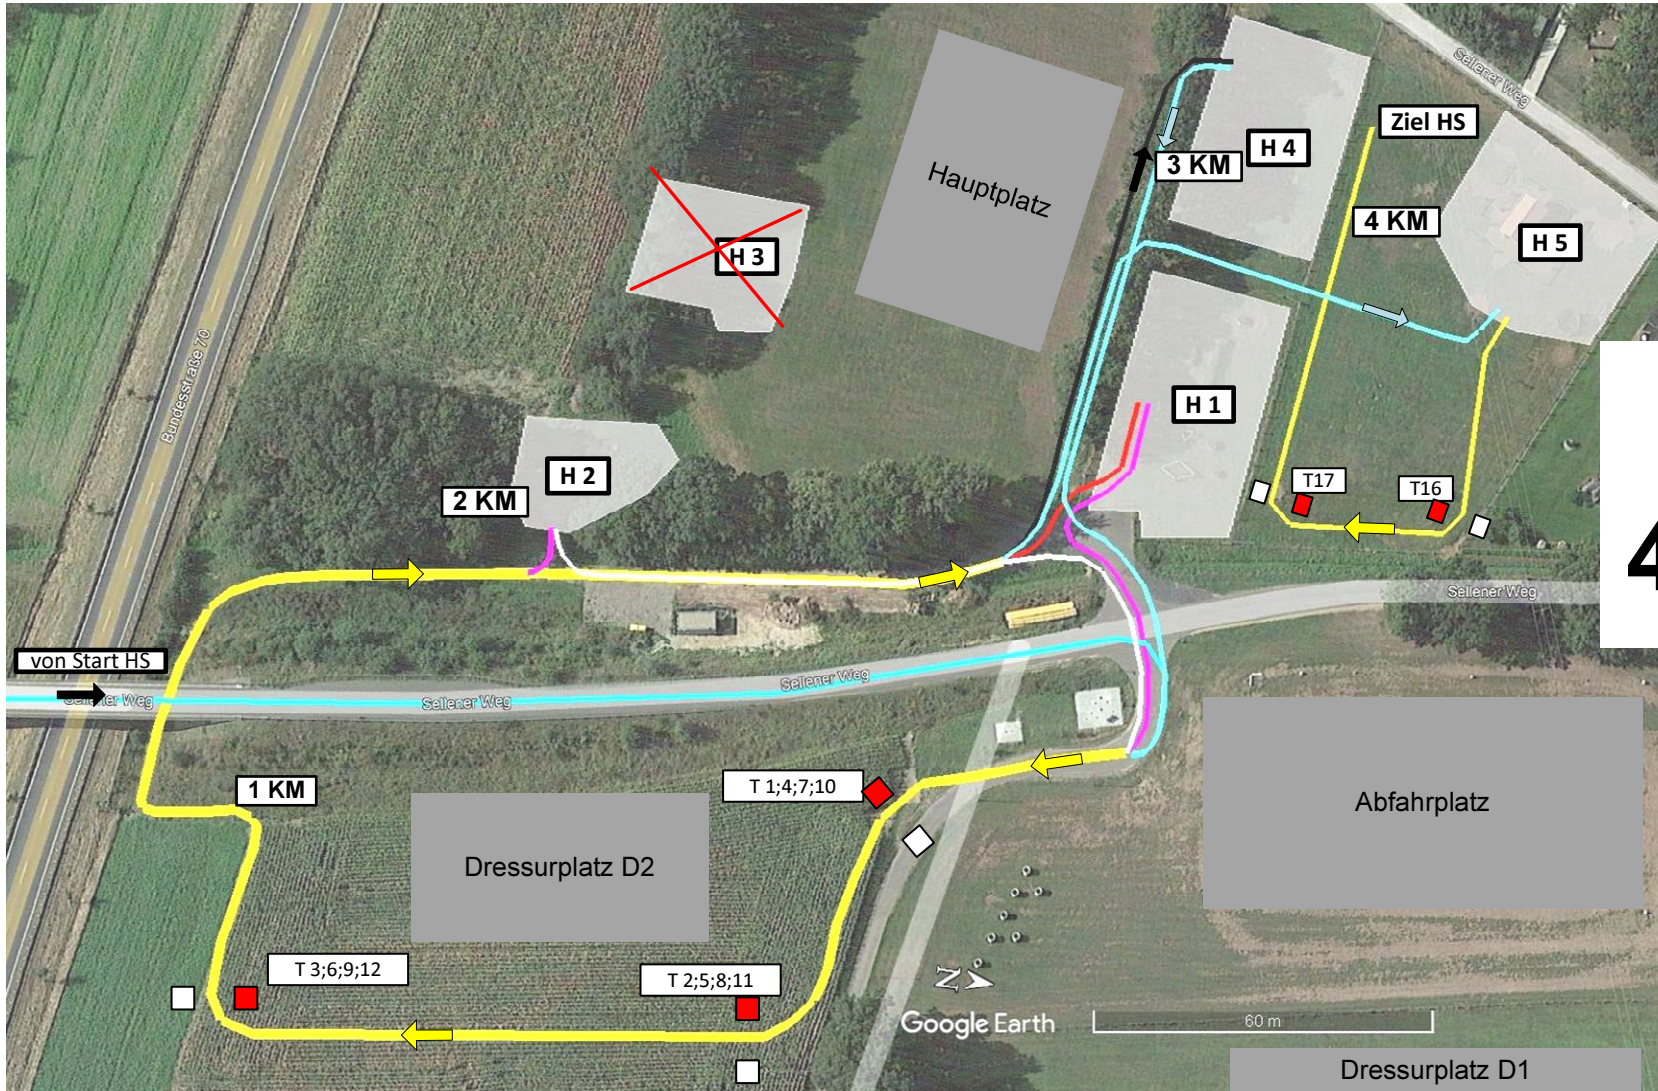 Sellener Weg
Ziel HS
H 4
3 KM
Hauptplatz
4 KM
H 5
H 3
Bundesstraße 70
H 1
H 2
2 KM
T17
T16
4
Sellener Weg
von Start HS
Sellener Weg
Sellener Weg
Sellener Weg
1 KM
T 1;4;7;10
Abfahrplatz
Dressurplatz D2
T 3;6;9;12
T 2;5;8;11
N
Google Earth
60 m
Dressurplatz D1